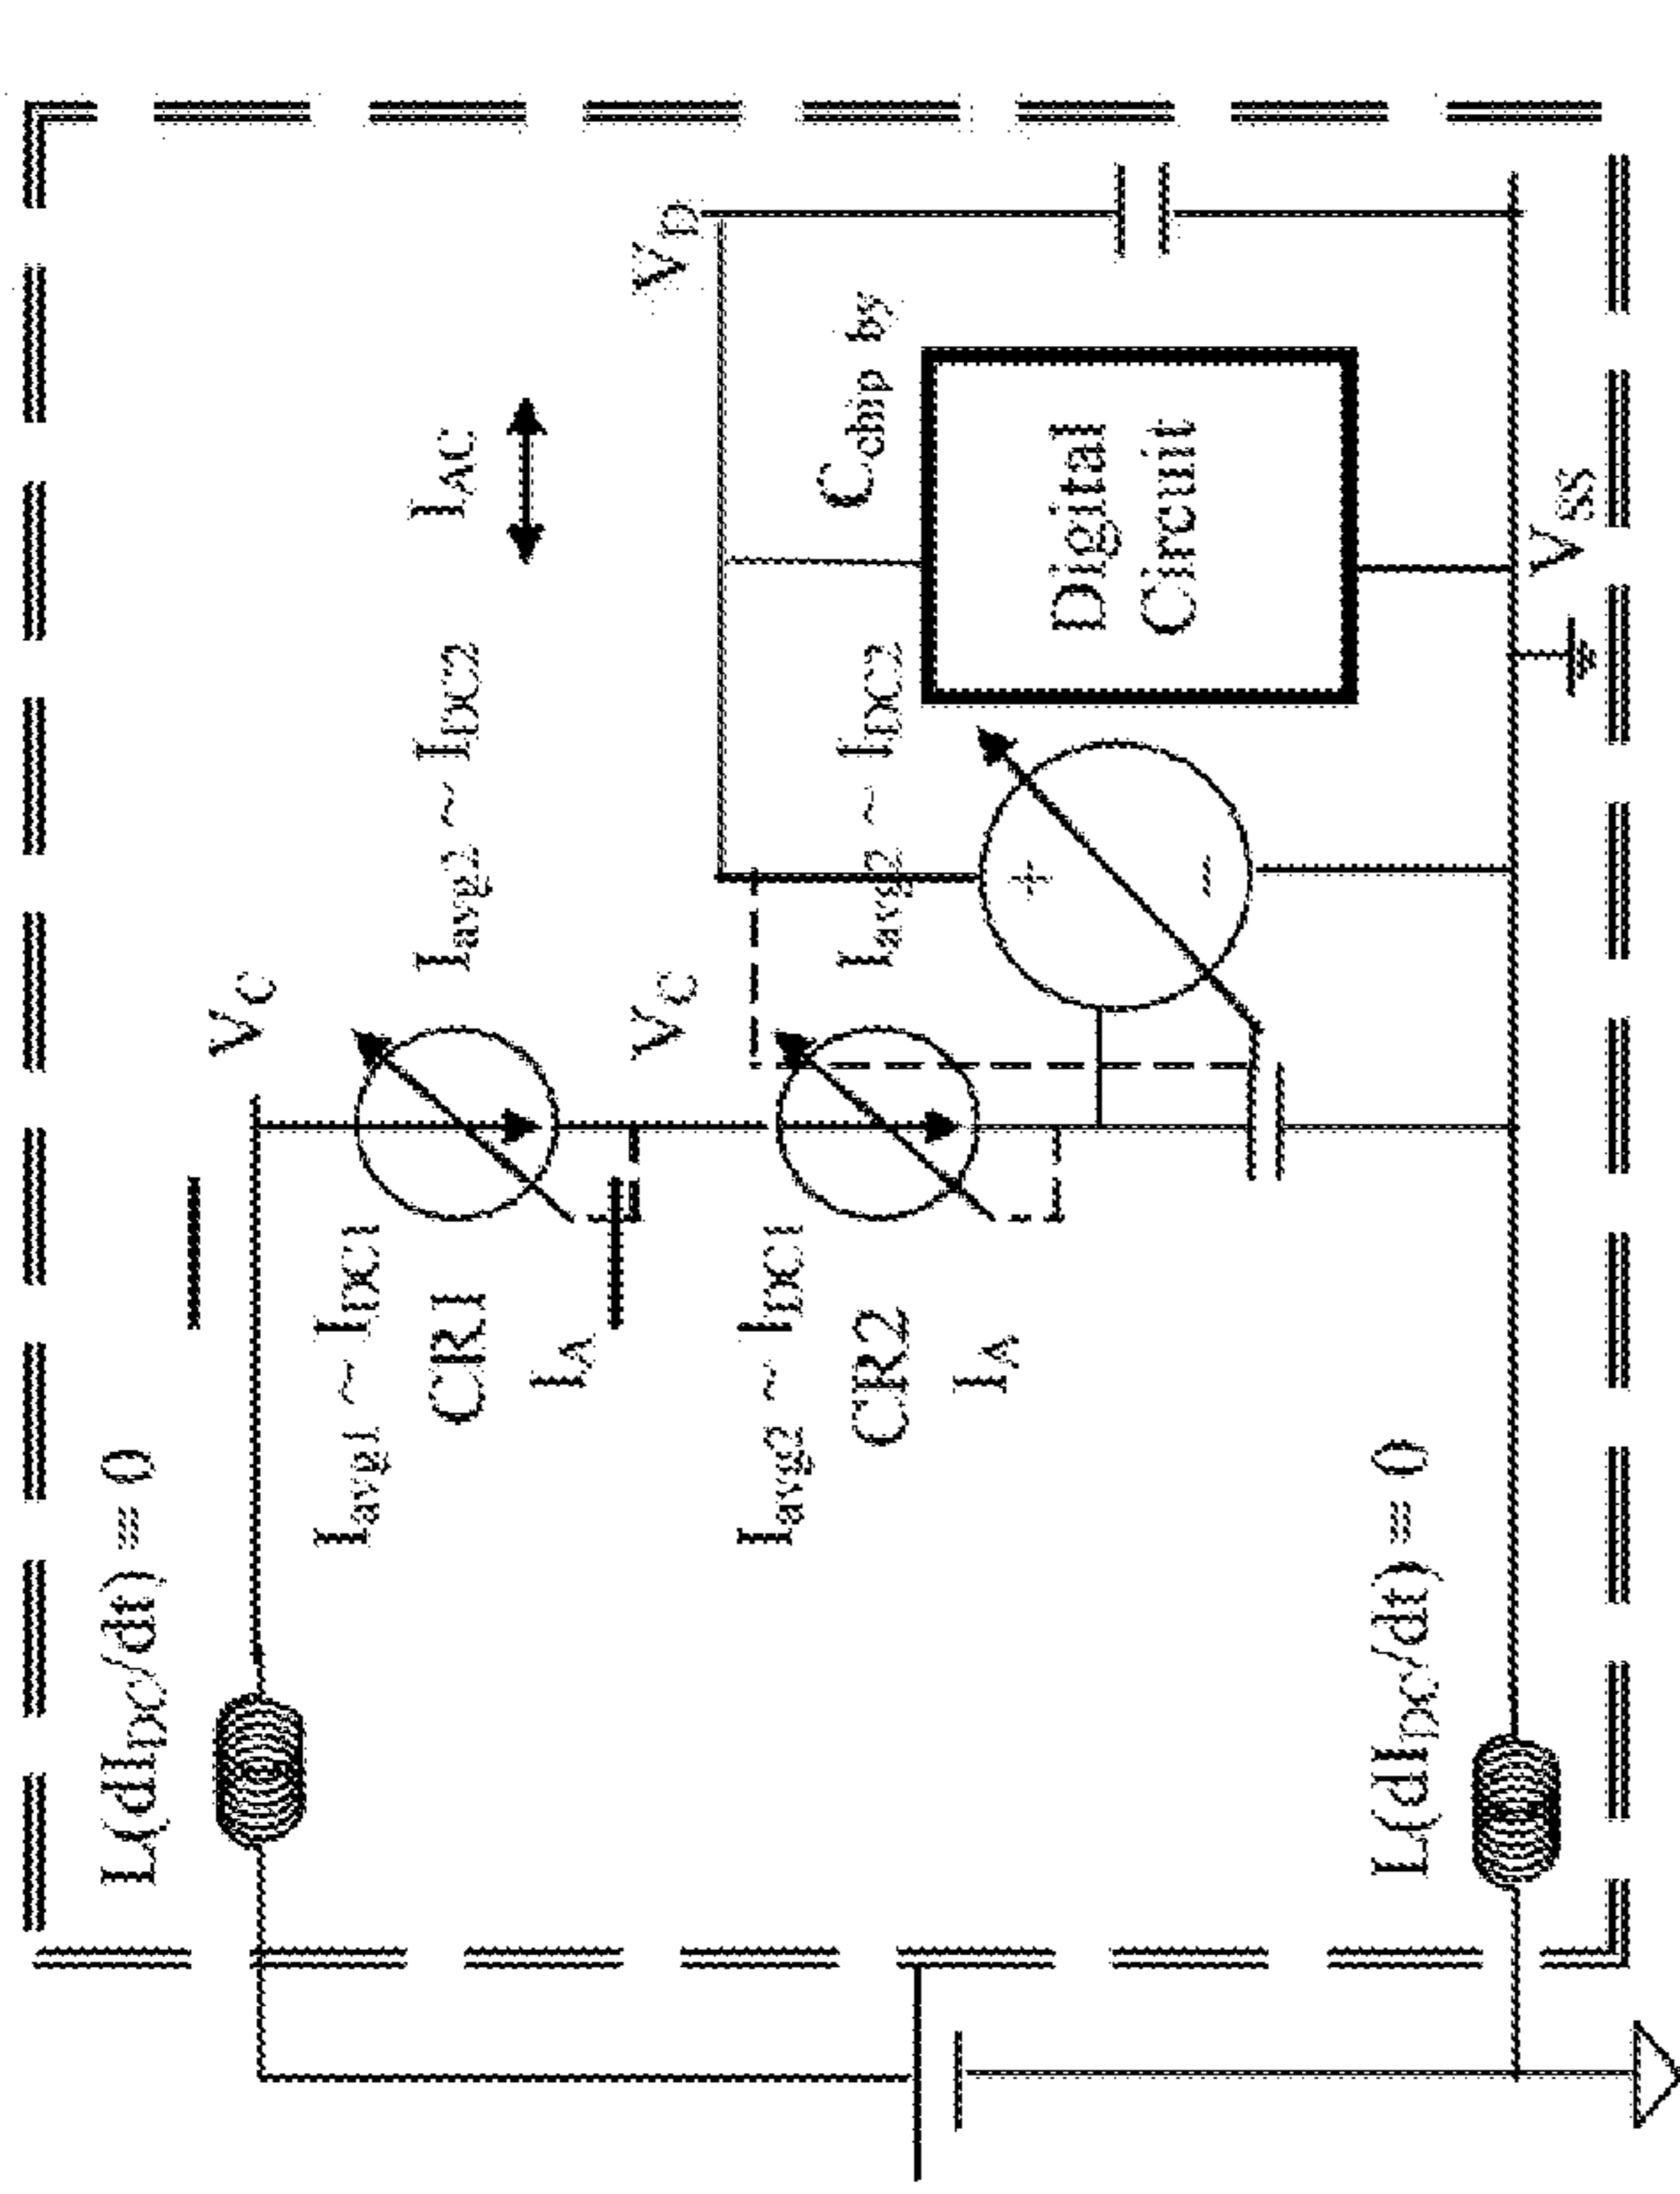 L(dI_DC/dt) = 0
V_C
I_avg1 ~ I_DC1
I_avg2 ~ I_DC2
I_AC
CR1
I_A
V_C
V_D
I_avg2 ~ I_DC1
I_avg2 ~ I_DC2
C_chip by
CR2
I_A
+
−
Digital
Circuit
L(dI_DC/dt) = 0
V_SS